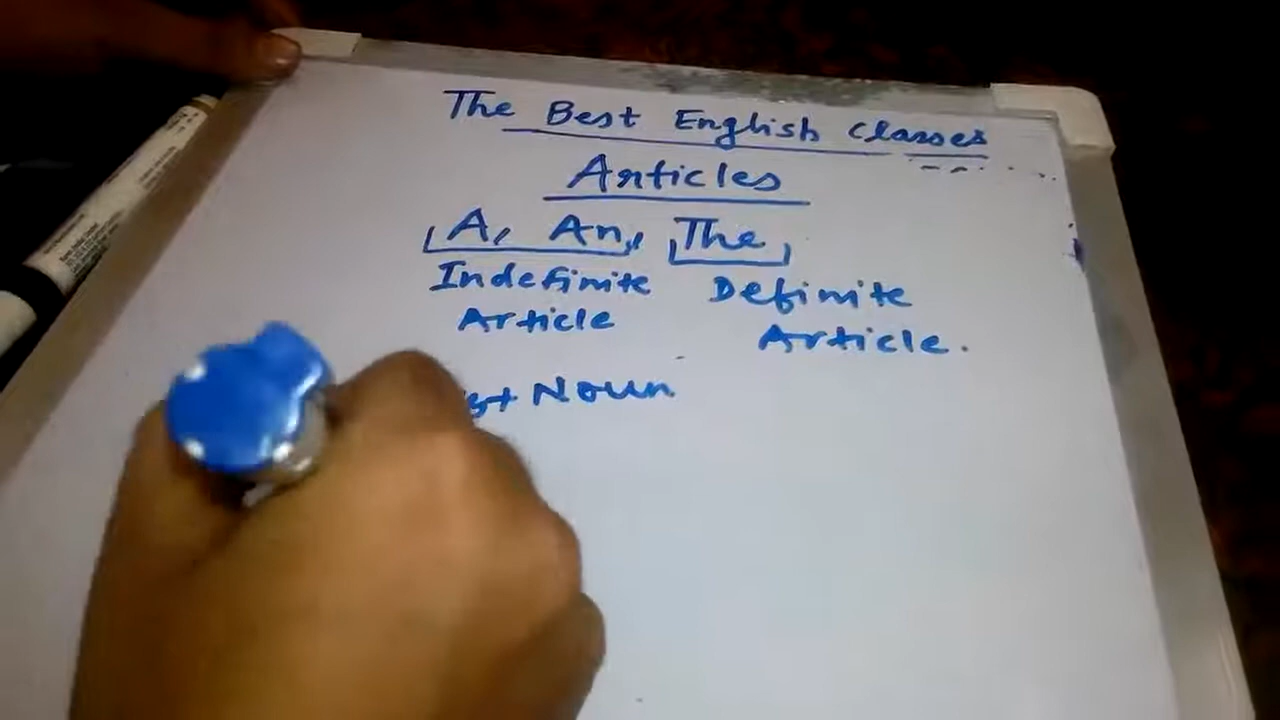 The Best English Classes
Articles
A, An, The,
Indefinite Definite
Article Article.
Noun